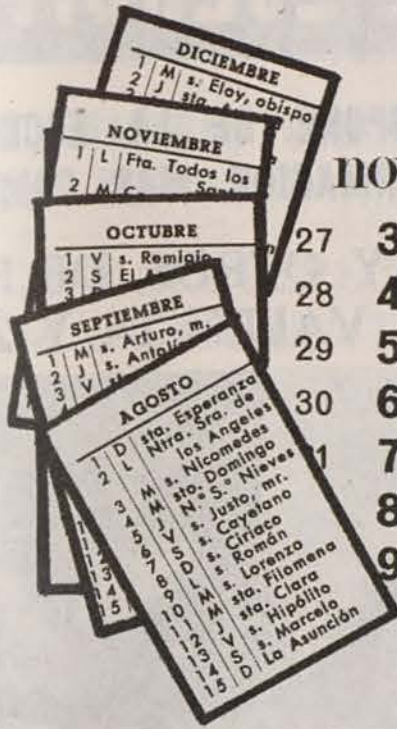 DICIEMBRE
1 M s. Eloy, obispo
2 J sta.
NOVIEMBRE
1 L Fta. Todos los
2 M
OCTUBRE
1 V s. Remigio
2 S El
3
SEPTIEMBRE
1 M s. Arturo, m.
2 J s. Antolín
3 V
AGOSTO
1 D sta. Esperanza
2 L Ntra. Sra. de
los Angeles
3 M s. Nicomedes
4 M sto. Domingo
5 J N.ª S.ª Nieves
6 V s. Justo, mr.
7 S s. Cayetano
8 D s. Ciriaco
9 L s. Román
10 M s. Lorenzo
11 M sta. Filomena
12 J sta. Clara
13 V s. Hipólito
14 S s. Marcelo
15 D La Asunción
27 3
28 4
29 5
30 6
7
8
9